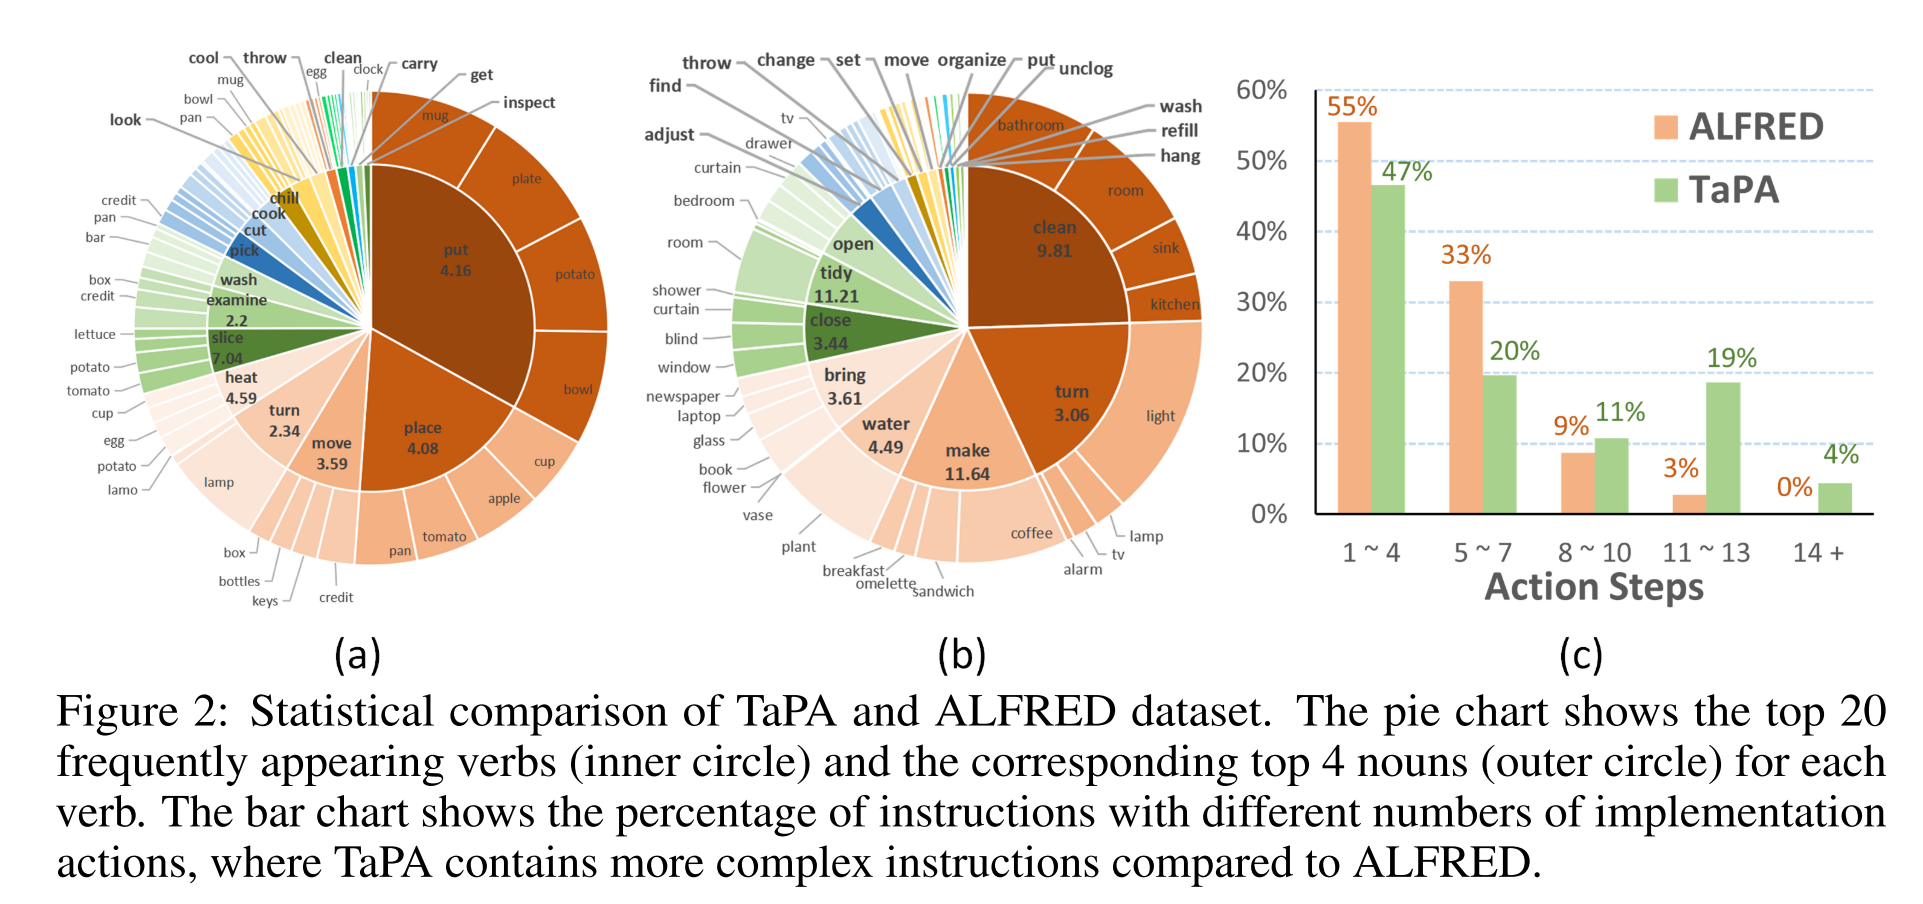 cool
throw
clean
carry
get
inspect
mug
egg
clock
bowl
pan
look
credit
pan
bar
box
credit
lettuce
potato
tomato
cup
egg
potato
lamo
lamp
box
bottles
keys
credit
pan
tomato
apple
cup
bowl
potato
plate
mug
chill
cook
cut
pick
wash
examine
2.2
slice
7.04
heat
4.59
turn
2.34
move
3.59
place
4.08
put
4.16
(a)
throw
change
set
move
organize
put
unclog
find
adjust
wash
refill
hang
tv
drawer
curtain
bedroom
room
shower
curtain
blind
window
newspaper
laptop
glass
book
flower
vase
plant
breakfast
omelette
sandwich
coffee
alarm
tv
lamp
light
kitchen
sink
room
bathroom
open
tidy
11.21
close
3.44
bring
3.61
water
4.49
make
11.64
turn
3.06
clean
9.81
(b)
60%
50%
40%
30%
20%
10%
0%
55%
47%
33%
20%
9%
11%
3%
19%
0%
4%
ALFRED
TaPA
1 ~ 4
5 ~ 7
8 ~ 10
11 ~ 13
14 +
Action Steps
(c)
Figure 2: Statistical comparison of TaPA and ALFRED dataset. The pie chart shows the top 20
frequently appearing verbs (inner circle) and the corresponding top 4 nouns (outer circle) for each
verb. The bar chart shows the percentage of instructions with different numbers of implementation
actions, where TaPA contains more complex instructions compared to ALFRED.